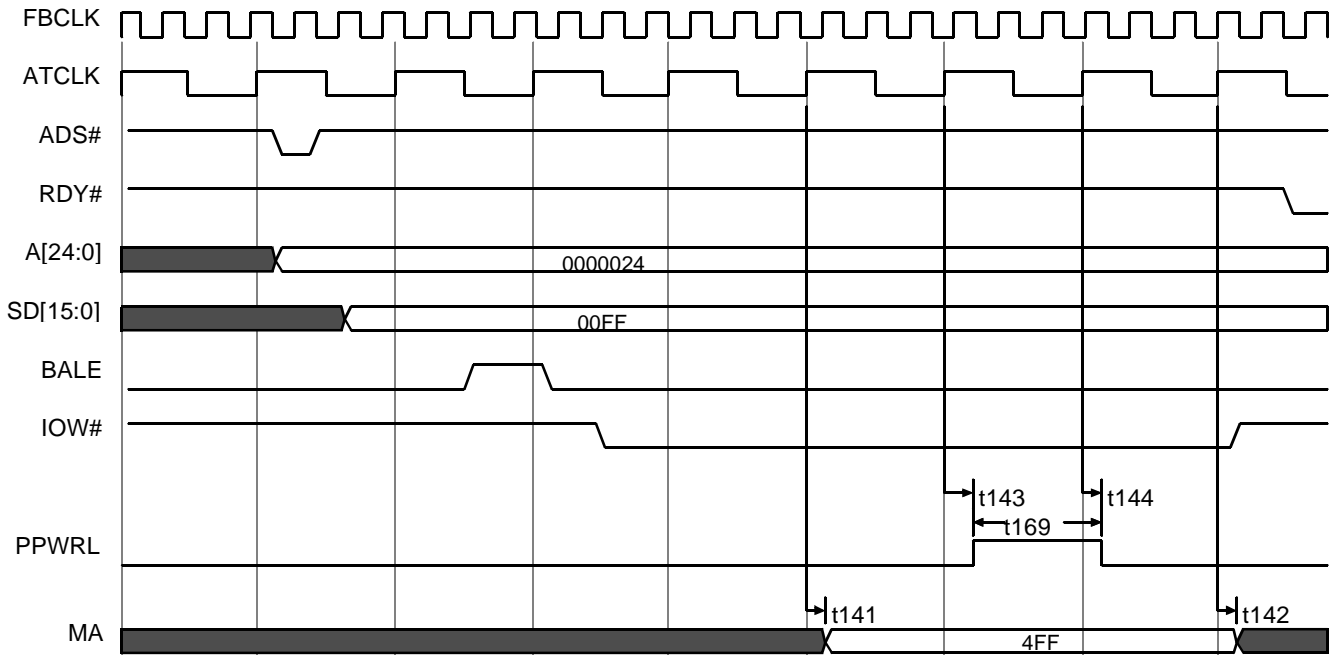 FBCLK
ATCLK
ADS#
RDY#
A[24:0]
0000024
SD[15:0]
00FF
BALE
IOW#
t143
t144
t169
PPWRL
t141
t142
MA
4FF